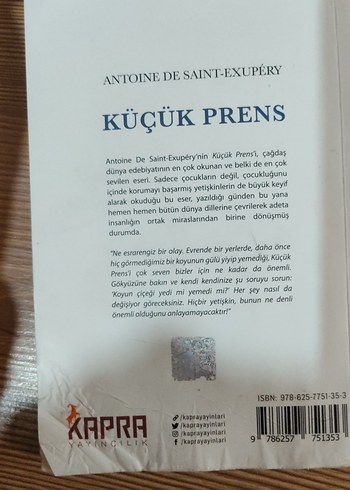 ANTOINE DE SAINT-EXUPÉRY
KÜÇÜK PRENS
Antoine De Saint-Exupéry'nin Küçük Prens'i, çağdaş
dünya edebiyatının en çok okunan ve belki de en çok
sevilen eseri. Sadece çocukların değil, çocukluğunu
içinde korumayı başarmış yetişkinlerin de büyük keyif
alarak okuduğu bu eser, yazıldığı günden bu yana
hemen hemen bütün dünya dillerine çevrilerek adeta
insanlığın ortak miraslarından birine dönüşmüş
durumda.
"Ne esrarengiz bir olay. Evrende bir yerlerde, daha önce
hiç görmediğimiz bir koyunun gülü yiyip yemediği, Küçük
Prens'i çok seven bizler için ne kadar da önemli.
Gökyüzüne bakın ve kendi kendinize şu soruyu sorun:
'Koyun çiçeği yedi mi yemedi mi?' Her şey nasıl da
değişiyor göreceksiniz. Hiçbir yetişkin, bunun ne denli
önemli olduğunu anlayamayacaktır!"
KAPRA
YAYINCILIK
/kaprayayinlari
/kaprayayinlari
/kaprayayinlari
/kaprayayinlari
ISBN: 978-625-7751-35-3
9 786257 751353